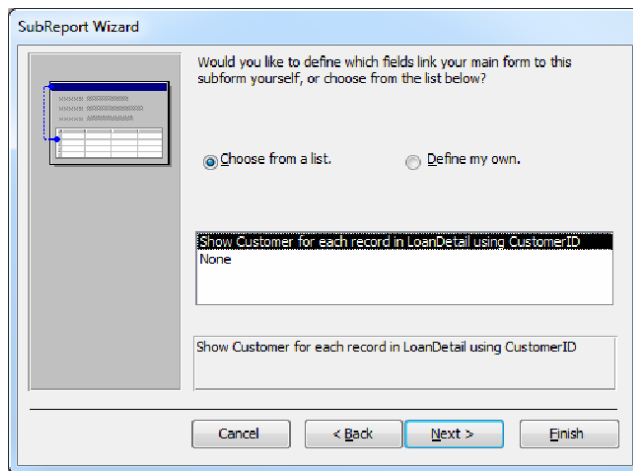 SubReport Wizard
Would you like to define which fields link your main form to this
subform yourself, or choose from the list below?
Choose from a list.
Define my own.
Show Customer for each record in LoanDetail using CustomerID
None
Show Customer for each record in LoanDetail using CustomerID
Cancel
< Back
Next >
Finish